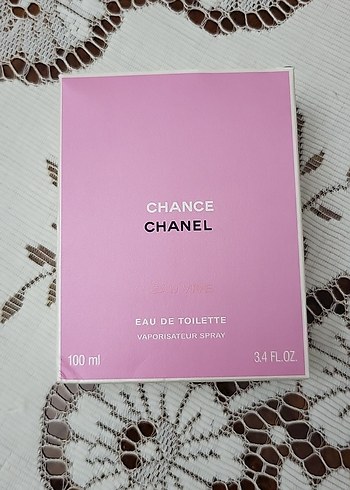 CHANCE
CHANEL
EAU DE TOILETTE
VAPORISATEUR SPRAY
100 ml
3.4 FL.OZ.